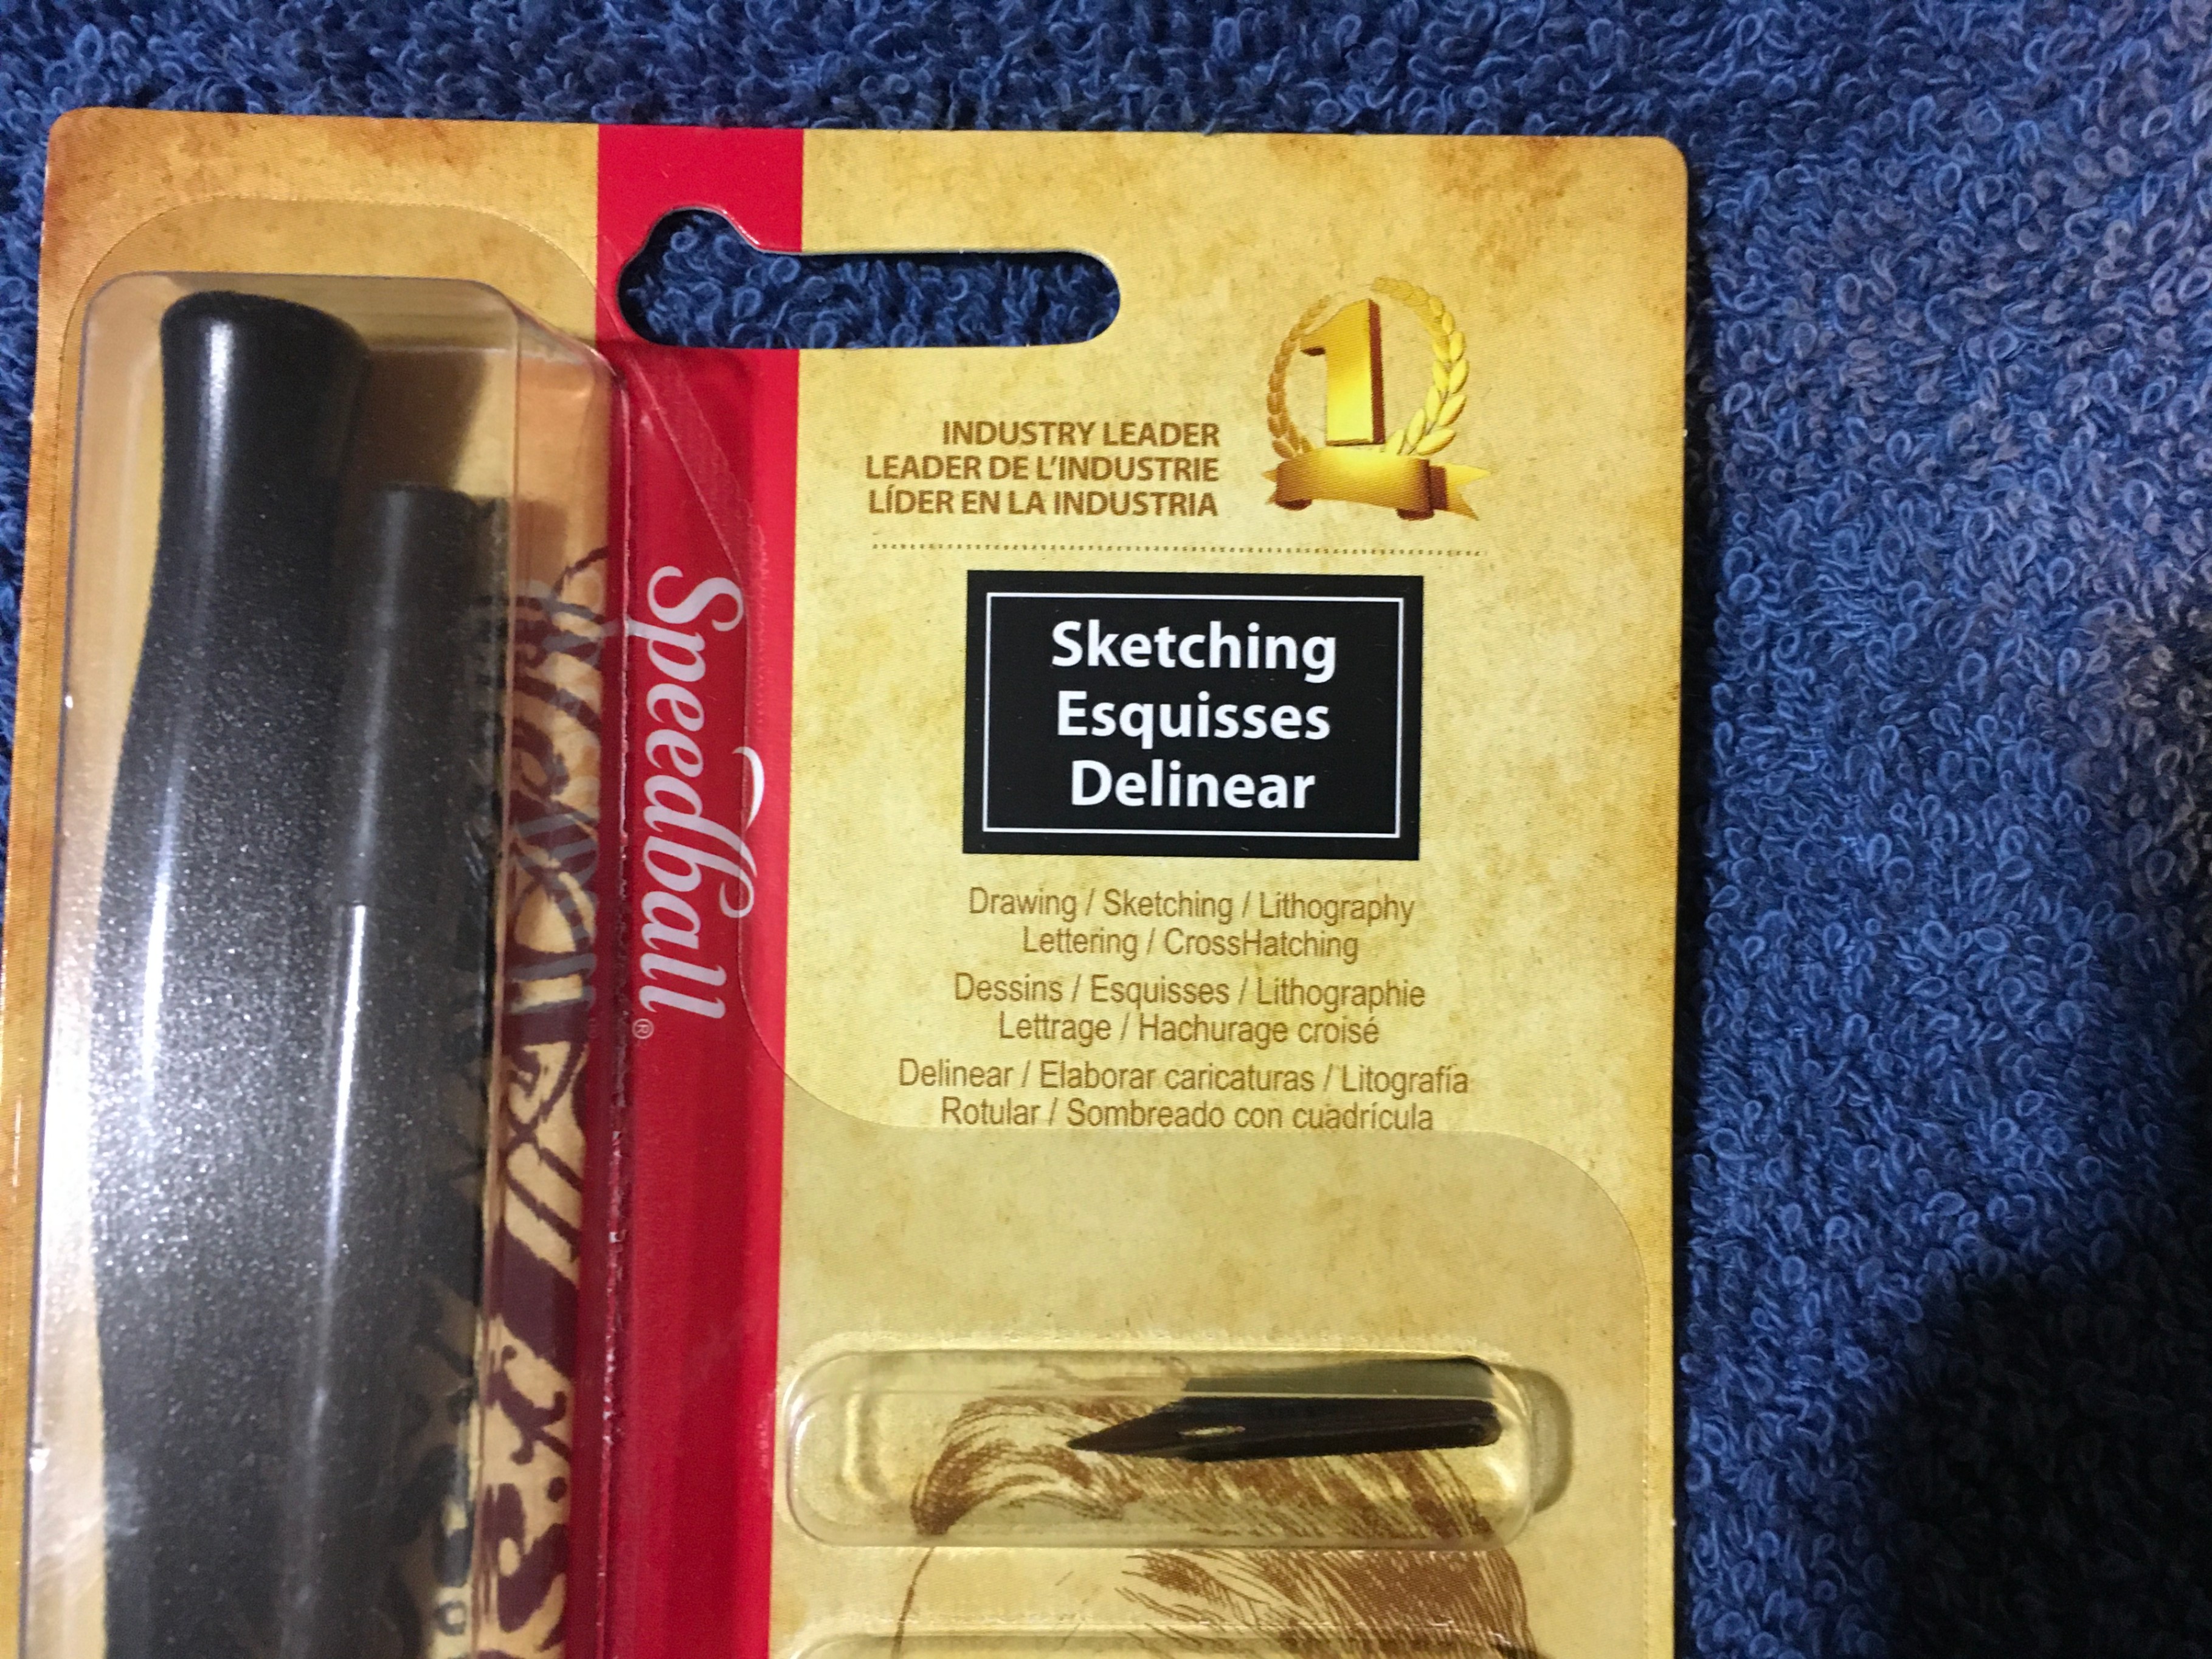 INDUSTRY LEADER
LEADER DE L'INDUSTRIE
LÍDER EN LA INDUSTRIA
1
Speedball®
Sketching
Esquisses
Delinear
Drawing / Sketching / Lithography
Lettering / CrossHatching
Dessins / Esquisses / Lithographie
Lettrage / Hachurage croisé
Delinear / Elaborar caricaturas / Litografía
Rotular / Sombreado con cuadrícula